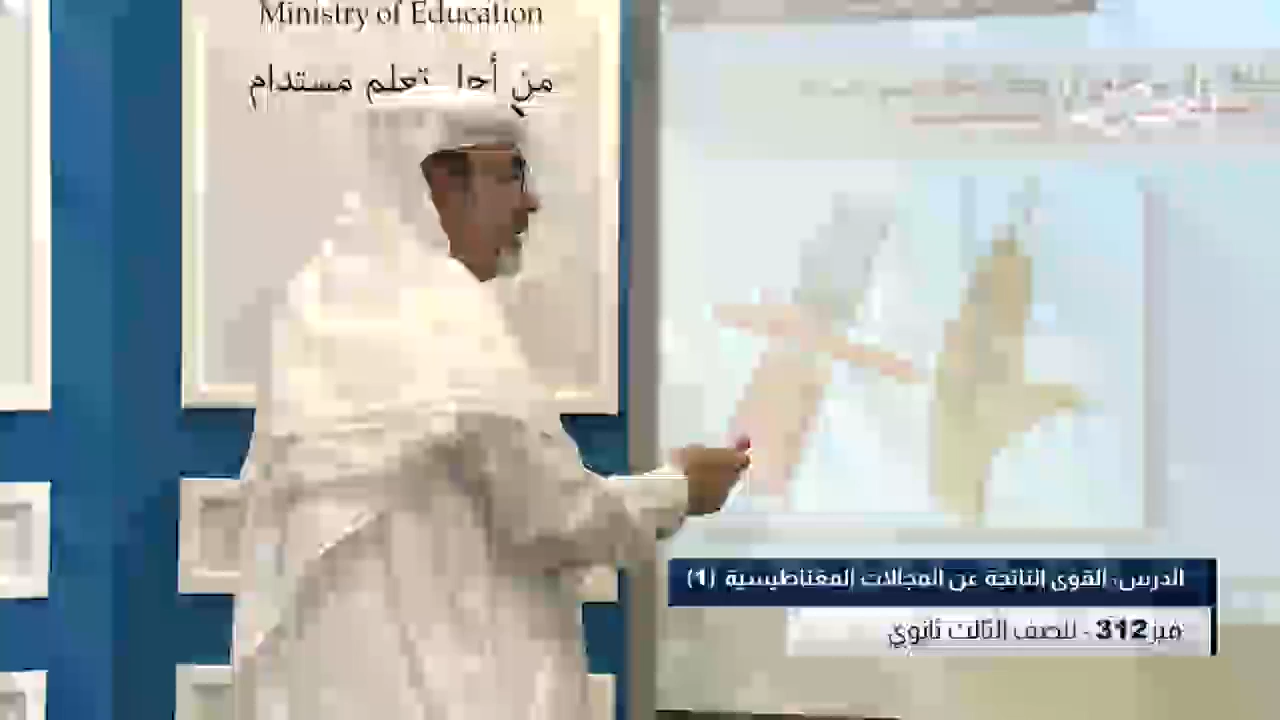 Ministry of Education
من أجل تعلم مستدام
الدرس: القوى الناتجة عن المجالات المغناطيسية (1)
فيز312 - للصف الثالث ثانوي